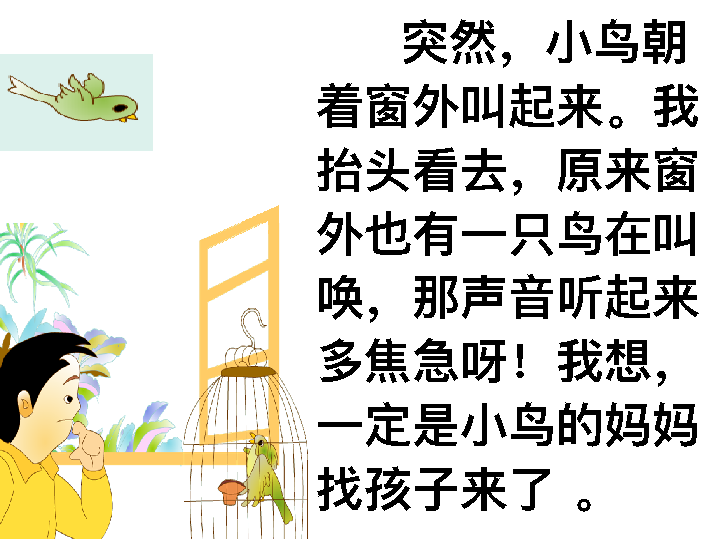 突然，小鸟朝
着窗外叫起来。我
抬头看去，原来窗
外也有一只鸟在叫
唤，那声音听起来
多焦急呀！我想，
一定是小鸟的妈妈
找孩子来了 。